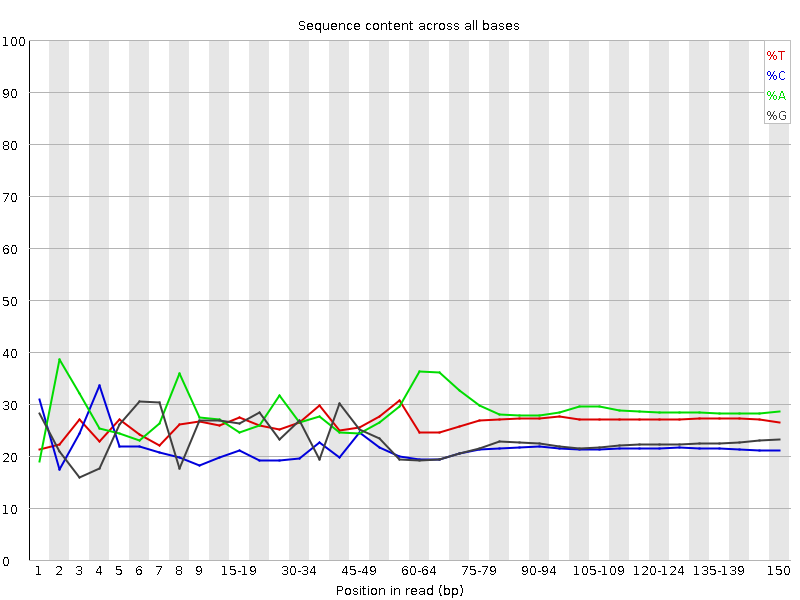 Sequence content across all bases
100
90
80
70
60
50
40
30
20
10
0
%T
%C
%A
%G
1 2 3 4 5 6 7 8 9 15-19 30-34 45-49 60-64 75-79 90-94 105-109 120-124 135-139 150
Position in read (bp)